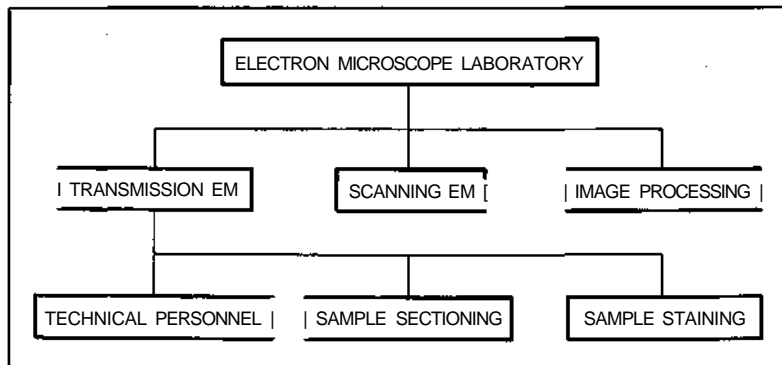 ELECTRON MICROSCOPE LABORATORY
TRANSMISSION EM
SCANNING EM
IMAGE PROCESSING
TECHNICAL PERSONNEL
SAMPLE SECTIONING
SAMPLE STAINING